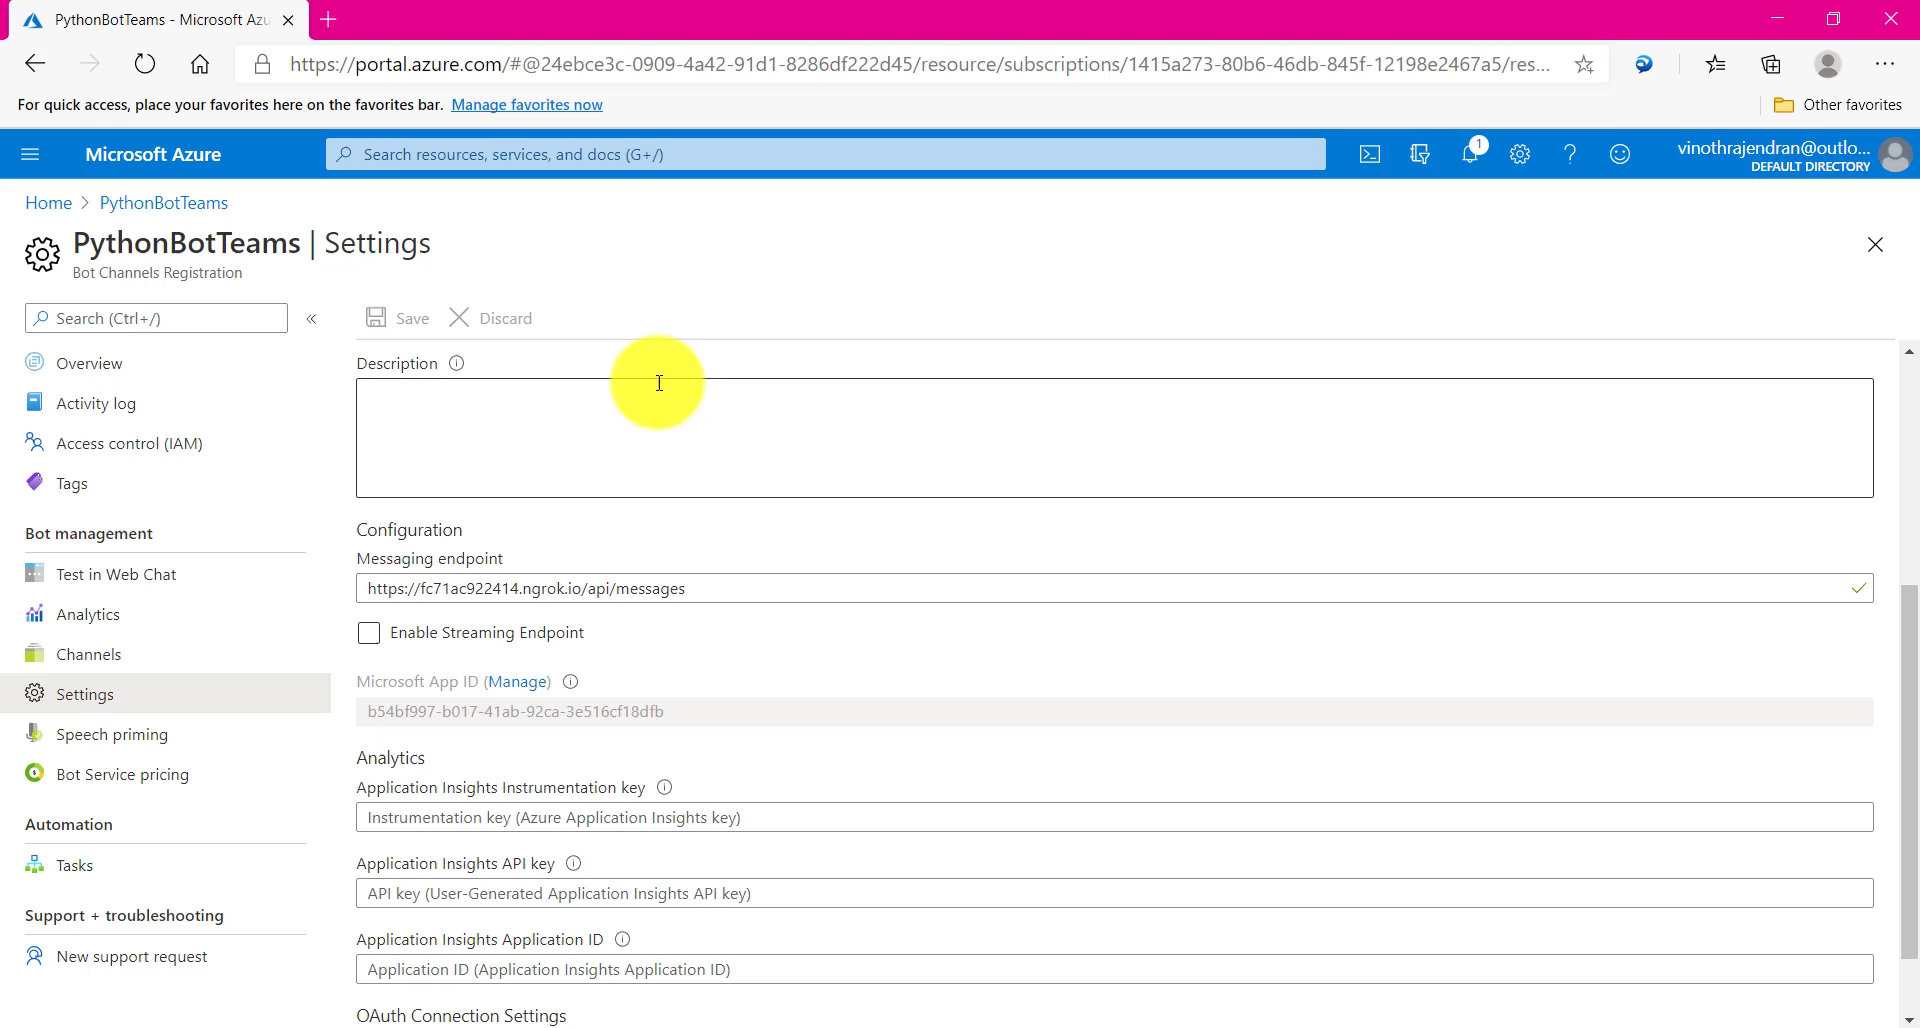 PythonBotTeams - Microsoft Azu
https://portal.azure.com/#@24ebce3c-0909-4a42-91d1-8286df222d45/resource/subscriptions/1415a273-80b6-46db-845f-12198e2467a5/res...
For quick access, place your favorites here on the favorites bar. Manage favorites now
Other favorites
Microsoft Azure
Search resources, services, and docs (G+/)
1
vinothrajendran@outlo...
DEFAULT DIRECTORY
Home > PythonBotTeams
PythonBotTeams | Settings
Bot Channels Registration
Search (Ctrl+/)
«
Overview
Activity log
Access control (IAM)
Tags
Bot management
Test in Web Chat
Analytics
Channels
Settings
Speech priming
Bot Service pricing
Automation
Tasks
Support + troubleshooting
New support request
Save
Discard
Description
Configuration
Messaging endpoint
https://fc71ac922414.ngrok.io/api/messages
Enable Streaming Endpoint
Microsoft App ID (Manage)
b54bf997-b017-41ab-92ca-3e516cf18dfb
Analytics
Application Insights Instrumentation key
Instrumentation key (Azure Application Insights key)
Application Insights API key
API key (User-Generated Application Insights API key)
Application Insights Application ID
Application ID (Application Insights Application ID)
OAuth Connection Settings